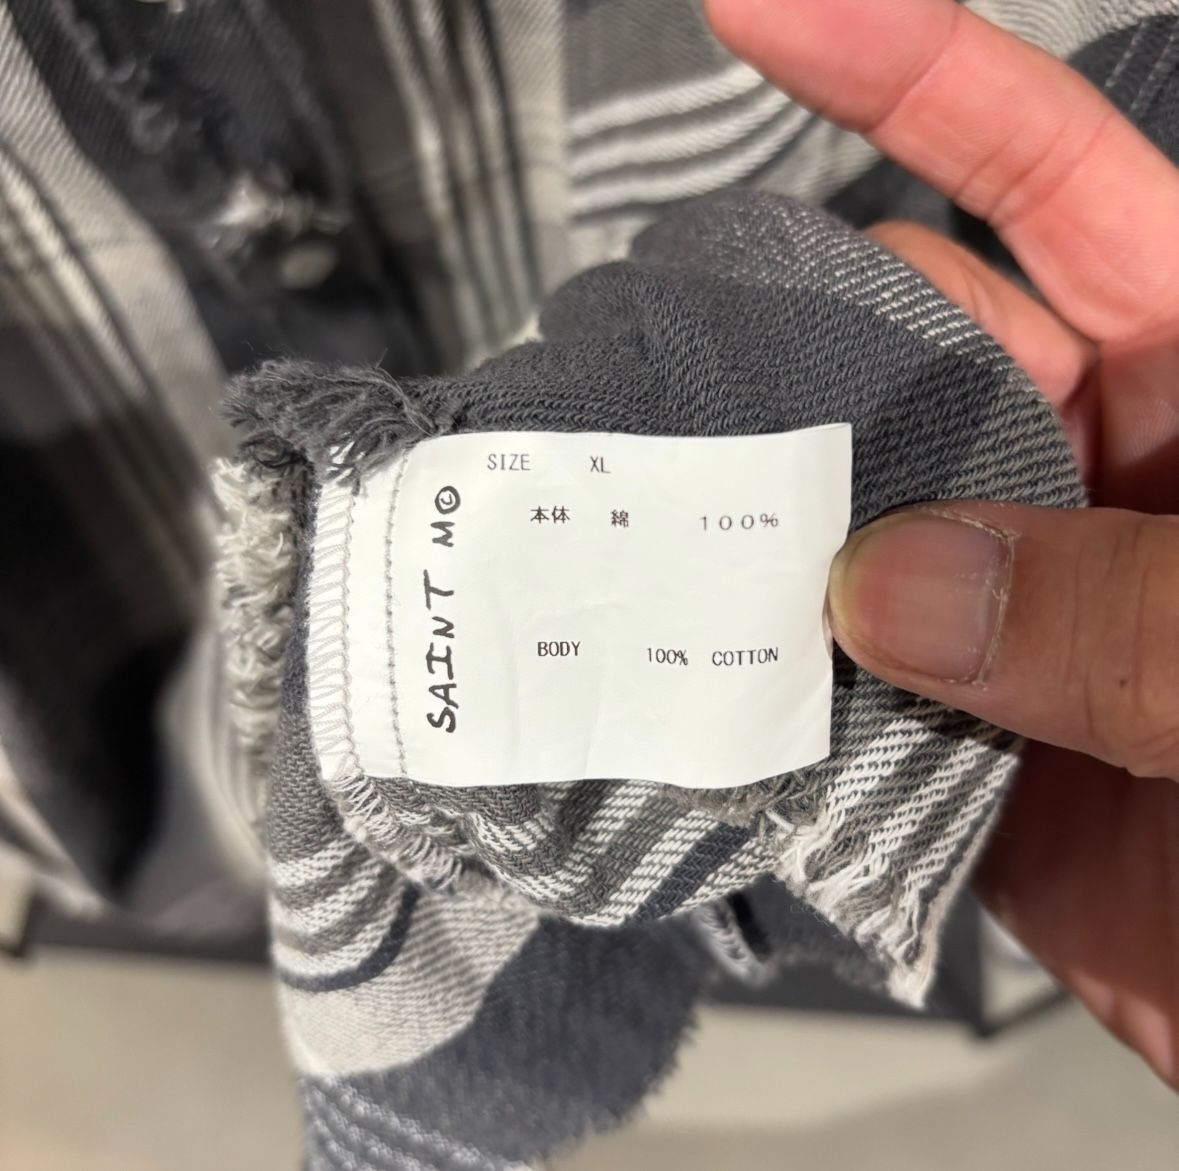 SIZE XL
本体 綿 100%
BODY 100% COTTON
SAINT M©